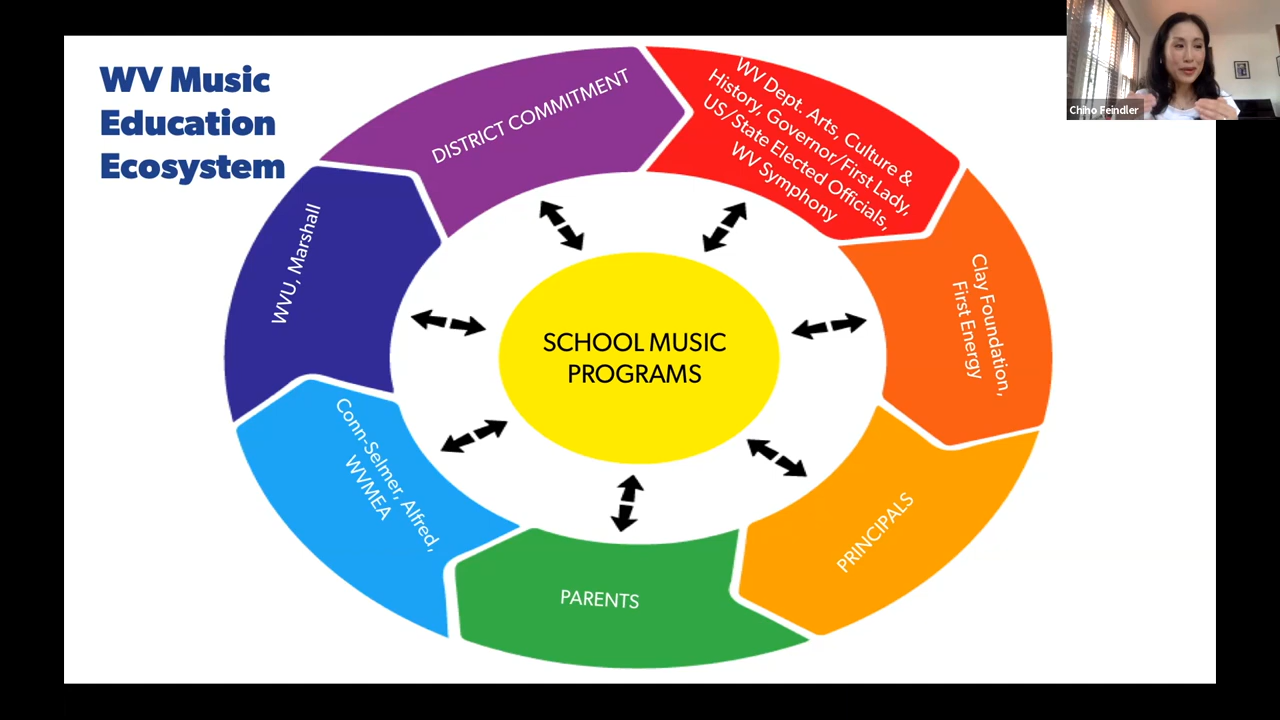 WV Music
Education
Ecosystem
DISTRICT COMMITMENT
WV Dept. Arts, Culture &
History, Governor/First Lady,
US/State Elected Officials,
WV Symphony
Clay Foundation,
First Energy
PRINCIPALS
PARENTS
Conn-Selmer, Alfred,
WVMEA
WVU, Marshall
SCHOOL MUSIC
PROGRAMS
Chiho Feindler